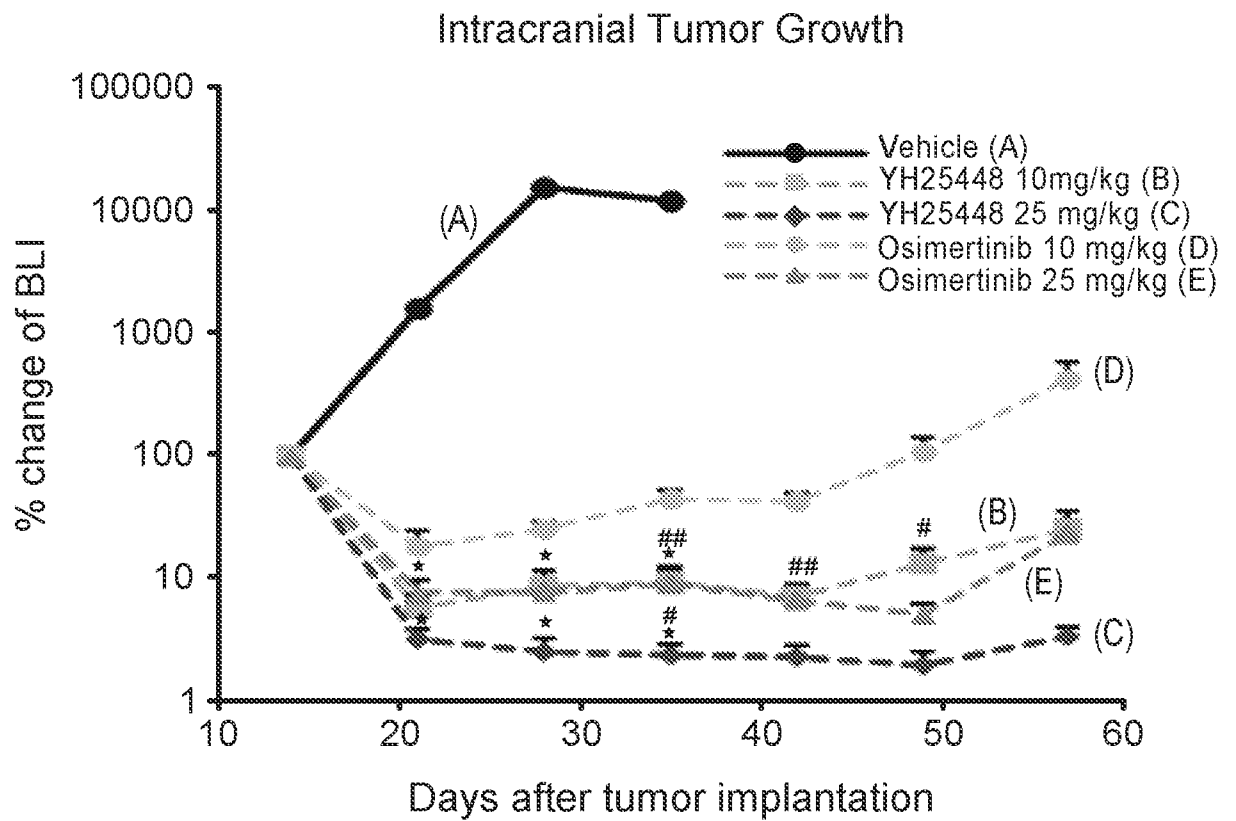 Intracranial Tumor Growth
% change of BLI
100000
10000
1000
100
10
1
Vehicle (A)
YH25448 10mg/kg (B)
YH25448 25 mg/kg (C)
Osimertinib 10 mg/kg (D)
Osimertinib 25 mg/kg (E)
(A)
(D)
(B)
(E)
(C)
##
*
*
*
##
#
*
*
#
*
10 20 30 40 50 60
Days after tumor implantation